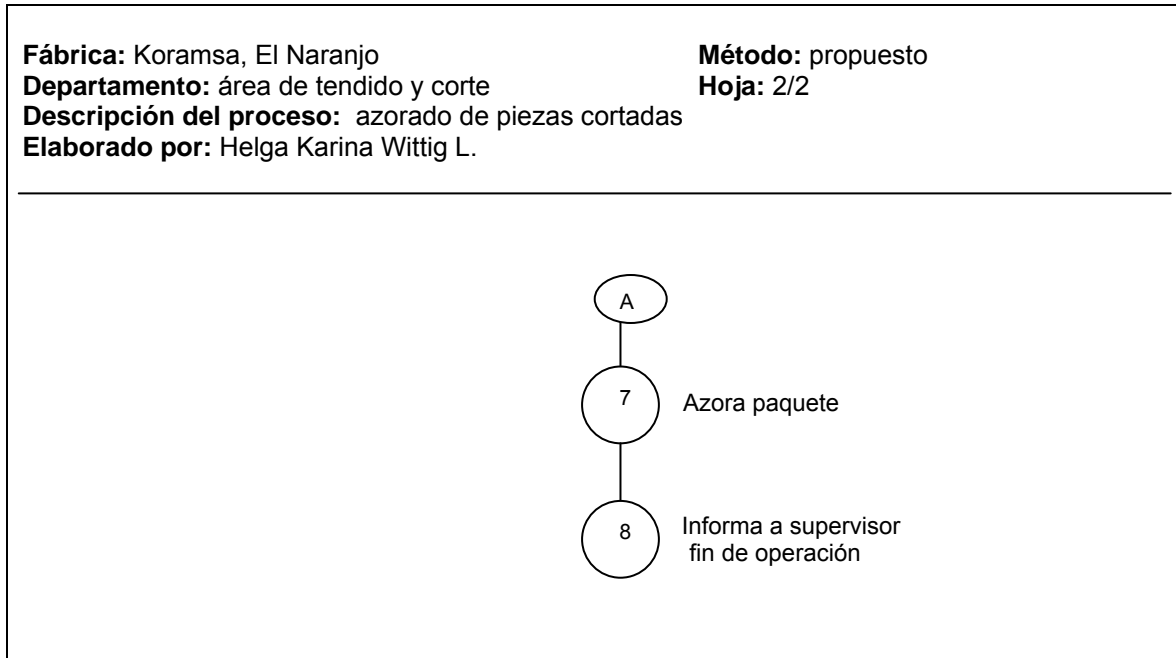 Fábrica: Koramsa, El Naranjo Método: propuesto
Departamento: área de tendido y corte Hoja: 2/2
Descripción del proceso: azorado de piezas cortadas
Elaborado por: Helga Karina Wittig L.
A
7 Azora paquete
8 Informa a supervisor
fin de operación